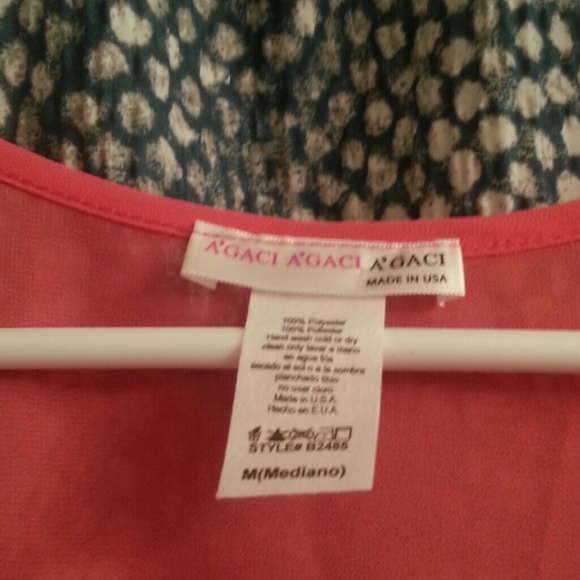 A'GACI A'GACI A'GACI
MADE IN USA
100% Polyester
100% Poliester
Hand wash cold or dry
clean only lavar a mano
en agua fria
secado al sol o a la sombra
planchado tibio
no usar cloro
Made in U.S.A.
Hecho en E.U.A.
STYLE# B2485
M(Mediano)